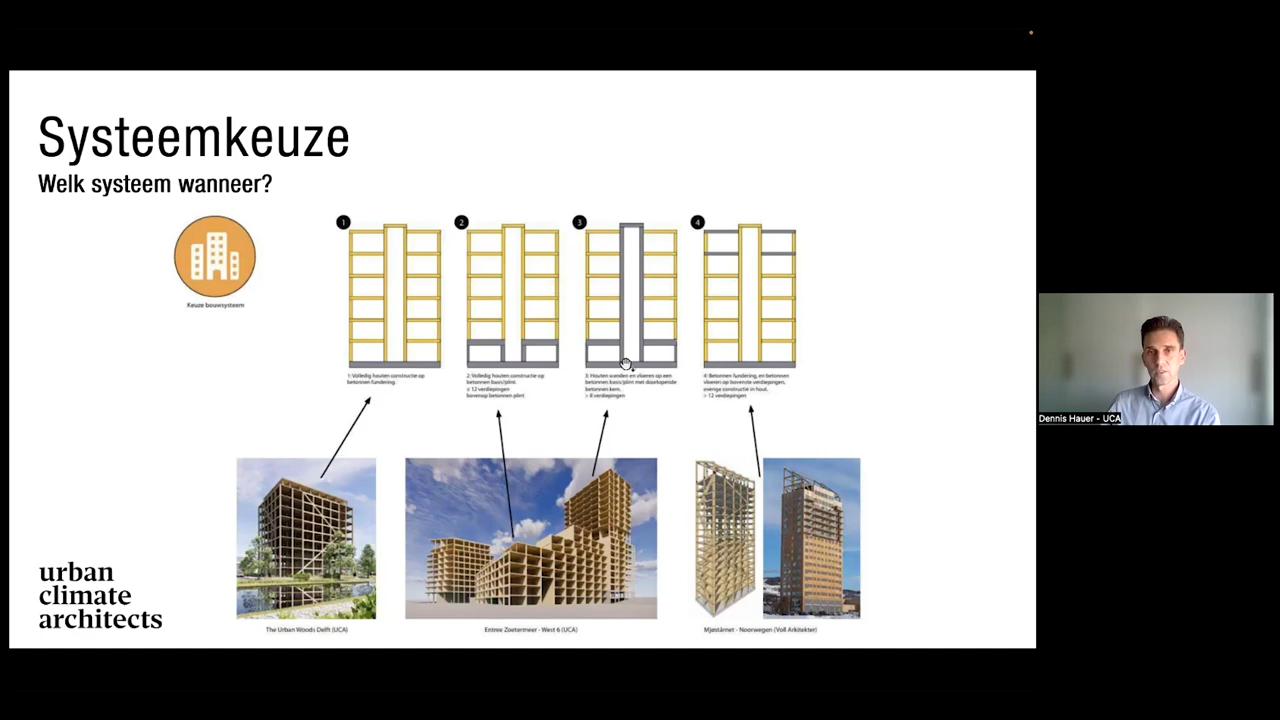 Systeemkeuze
Welk systeem wanneer?
1
2
3
4
Keuze bouwsysteem
1: Volledig houten constructie op
betonnen fundering.
2: Volledig houten constructie op
betonnen basis/plint.
≤ 12 verdiepingen
bovenop betonnen plint
3: Houten wanden en vloeren op een
betonnen basis/plint met doorlopende
betonnen kern.
> 8 verdiepingen
4: Betonnen fundering, en betonnen
vloeren op bovenste verdiepingen,
overige constructie in hout.
> 12 verdiepingen
Dennis Hauer - UCA
urban
climate
architects
The Urban Woods Delft (UCA)
Entree Zoetermeer - West 6 (UCA)
Mjøstårnet - Noorwegen (Voll Arkitekter)